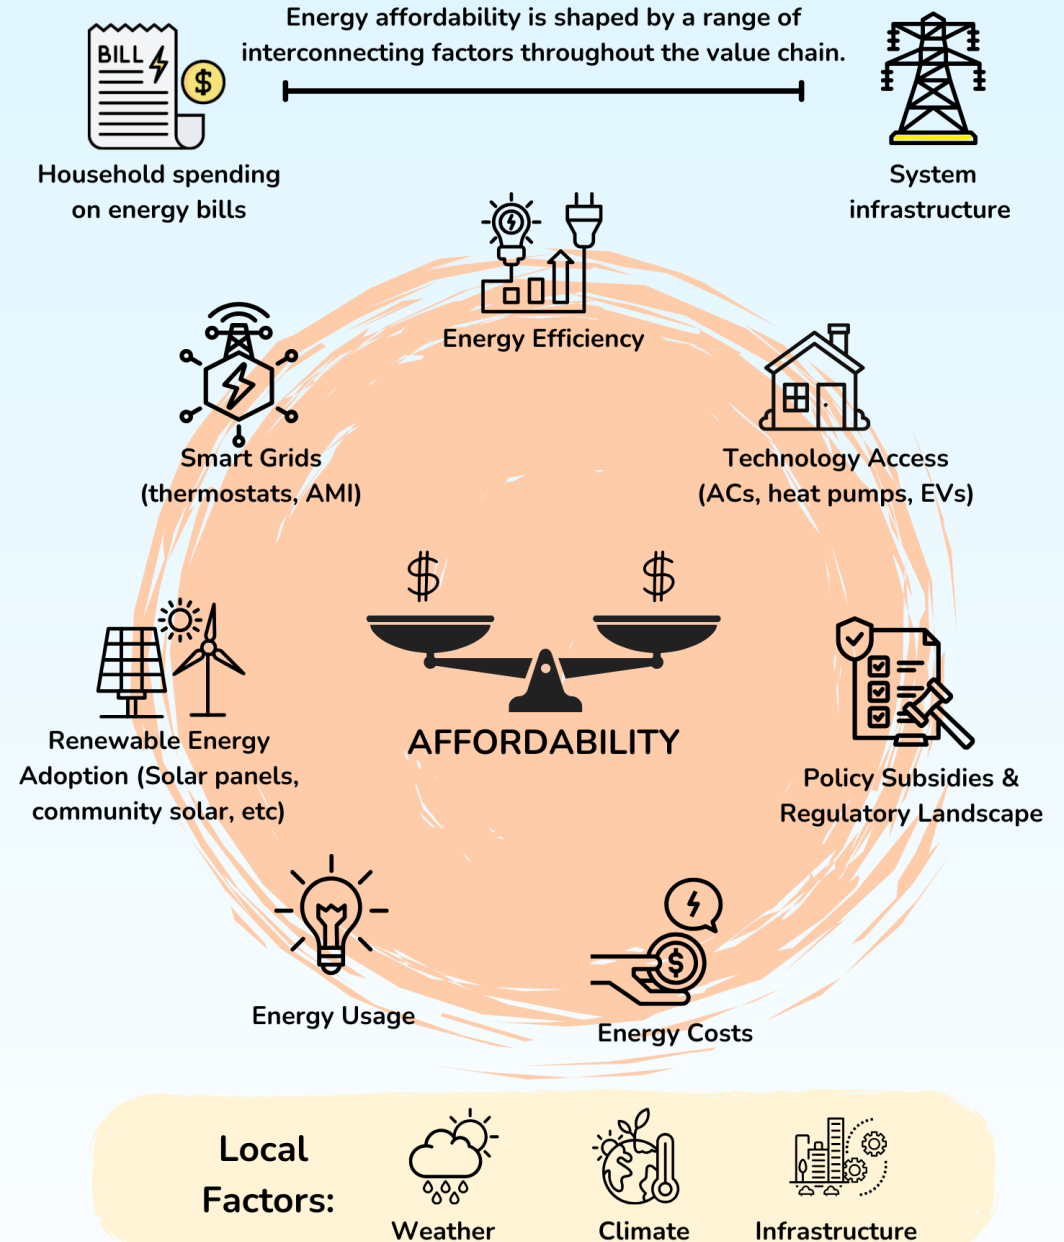 Energy affordability is shaped by a range of
interconnecting factors throughout the value chain.
BILL
$
Household spending
on energy bills
System
infrastructure
Energy Efficiency
Smart Grids
(thermostats, AMI)
Technology Access
(ACs, heat pumps, EVs)
$ $
AFFORDABILITY
Renewable Energy
Adoption (Solar panels,
community solar, etc)
Policy Subsidies &
Regulatory Landscape
Energy Usage
$
Energy Costs
Local
Factors:
Weather
Climate
Infrastructure